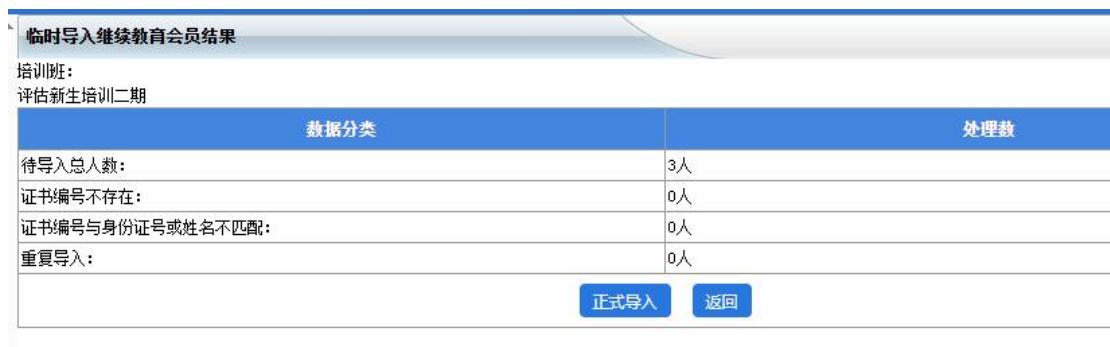 临时导入继续教育会员结果
培训班：
评估新生培训二期
数据分类 处理数
待导入总人数： 3人
证书编号不存在： 0人
证书编号与身份证号或姓名不匹配： 0人
重复导入： 0人
正式导入 返回